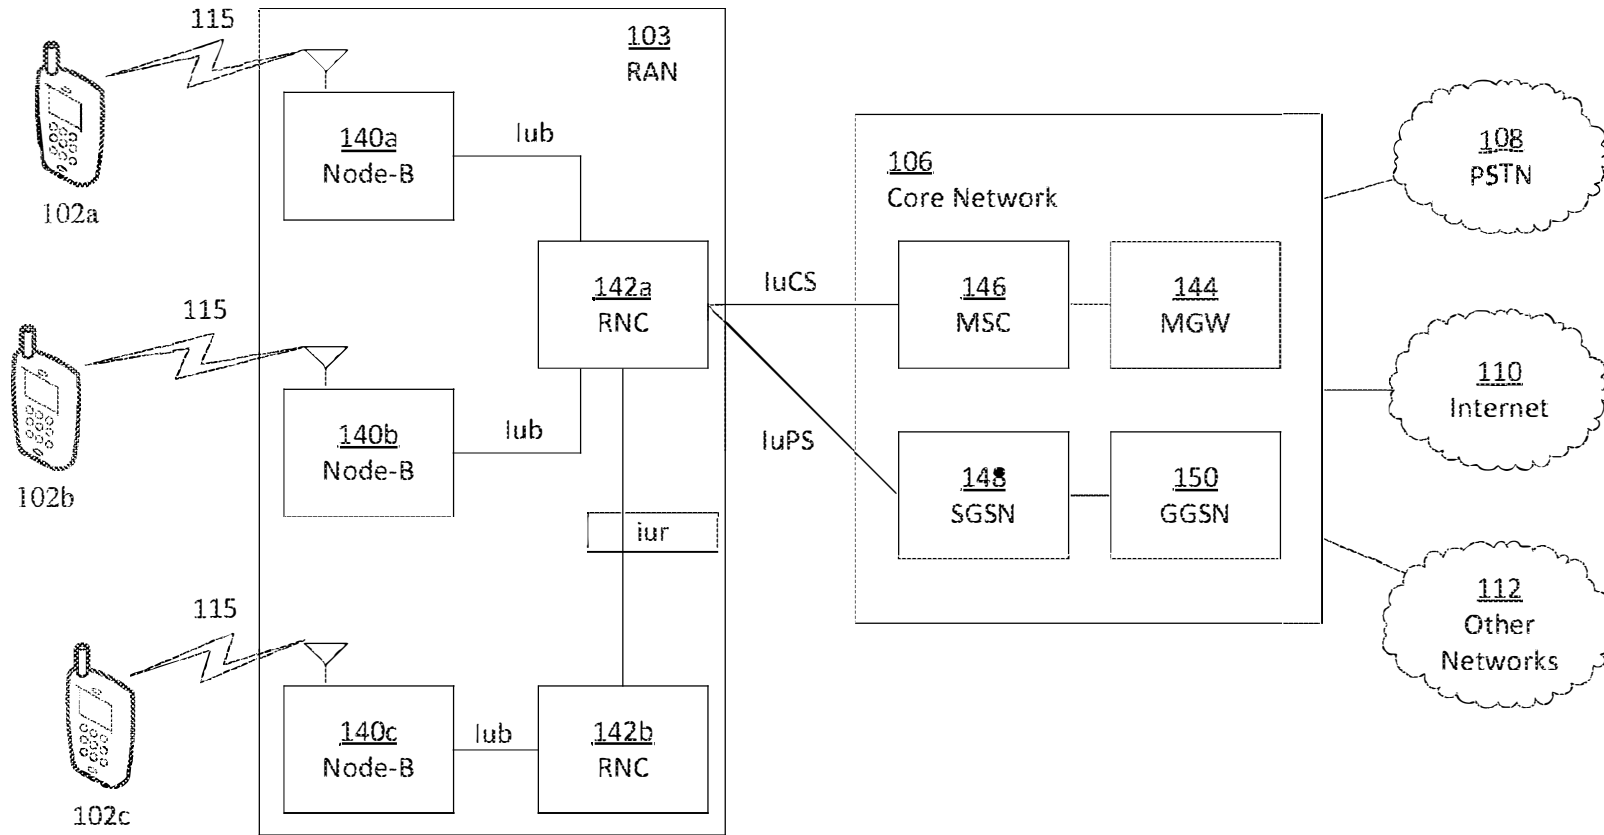 115
102a
115
102b
115
102c
103
RAN
140a
Node-B
Iub
142a
RNC
140b
Node-B
Iub
iur
140c
Node-B
Iub
142b
RNC
IuCS
IuPS
106
Core Network
146
MSC
144
MGW
148
SGSN
150
GGSN
108
PSTN
110
Internet
112
Other
Networks